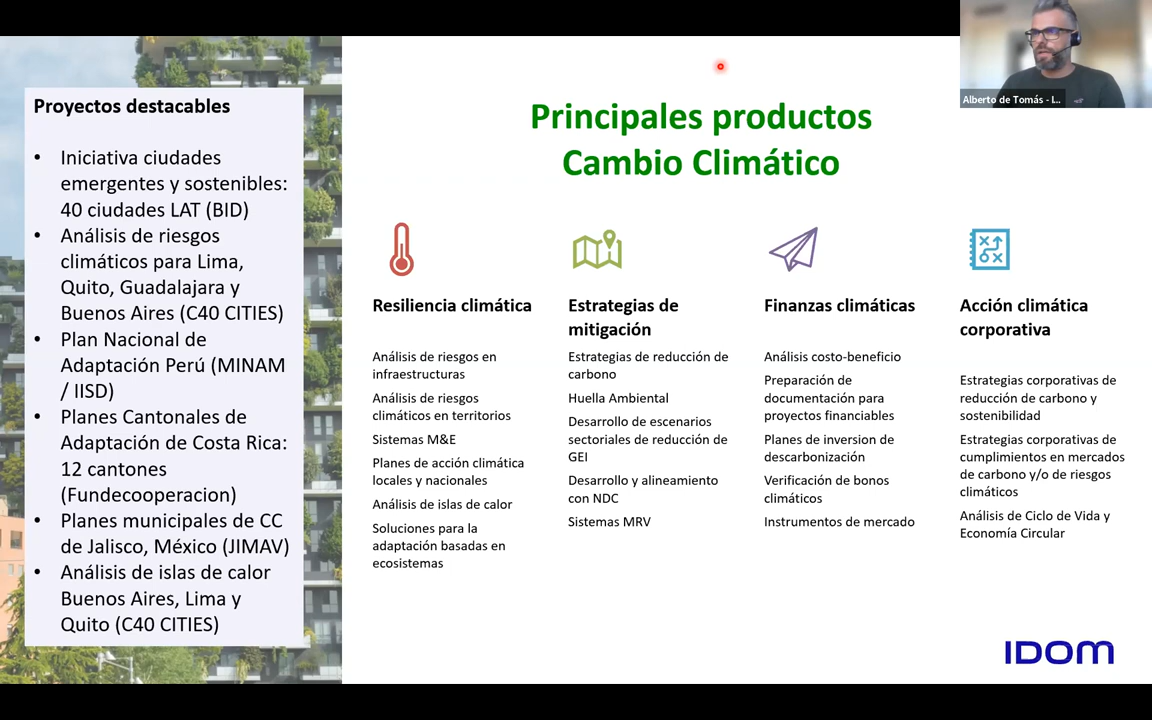 Proyectos destacables
• Iniciativa ciudades
emergentes y sostenibles:
40 ciudades LAT (BID)
• Análisis de riesgos
climáticos para Lima,
Quito, Guadalajara y
Buenos Aires (C40 CITIES)
• Plan Nacional de
Adaptación Perú (MINAM
/ IISD)
• Planes Cantonales de
Adaptación de Costa Rica:
12 cantones
(Fundecooperacion)
• Planes municipales de CC
de Jalisco, México (JIMAV)
• Análisis de islas de calor
Buenos Aires, Lima y
Quito (C40 CITIES)
Principales productos
Cambio Climático
Resiliencia climática
Análisis de riesgos en
infraestructuras
Análisis de riesgos
climáticos en territorios
Sistemas M&E
Planes de acción climática
locales y nacionales
Análisis de islas de calor
Soluciones para la
adaptación basadas en
ecosistemas
Estrategias de
mitigación
Estrategias de reducción de
carbono
Huella Ambiental
Desarrollo de escenarios
sectoriales de reducción de
GEI
Desarrollo y alineamiento
con NDC
Sistemas MRV
Finanzas climáticas
Análisis costo-beneficio
Preparación de
documentación para
proyectos financiables
Planes de inversion de
descarbonización
Verificación de bonos
climáticos
Instrumentos de mercado
Acción climática
corporativa
Estrategias corporativas de
reducción de carbono y
sostenibilidad
Estrategias corporativas de
cumplimientos en mercados
de carbono y/o de riesgos
climáticos
Análisis de Ciclo de Vida y
Economía Circular
IDOM
Alberto de Tomás - I...